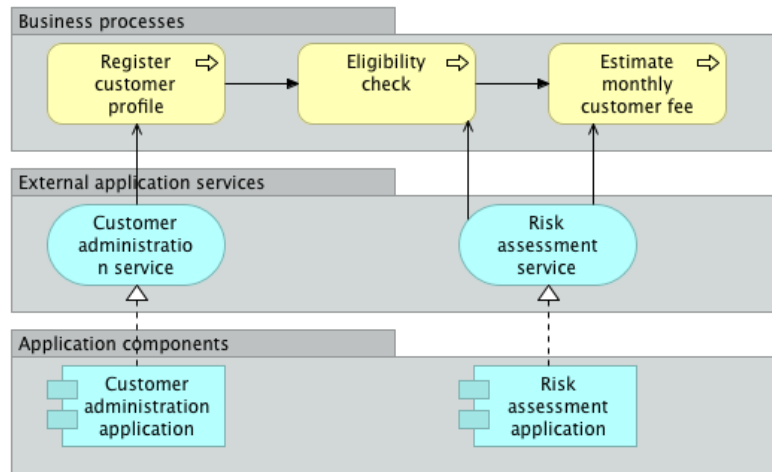 Business processes
Register
customer
profile
Eligibility
check
Estimate
monthly
customer fee
External application services
Customer
administratio
n service
Risk
assessment
service
Application components
Customer
administration
application
Risk
assessment
application